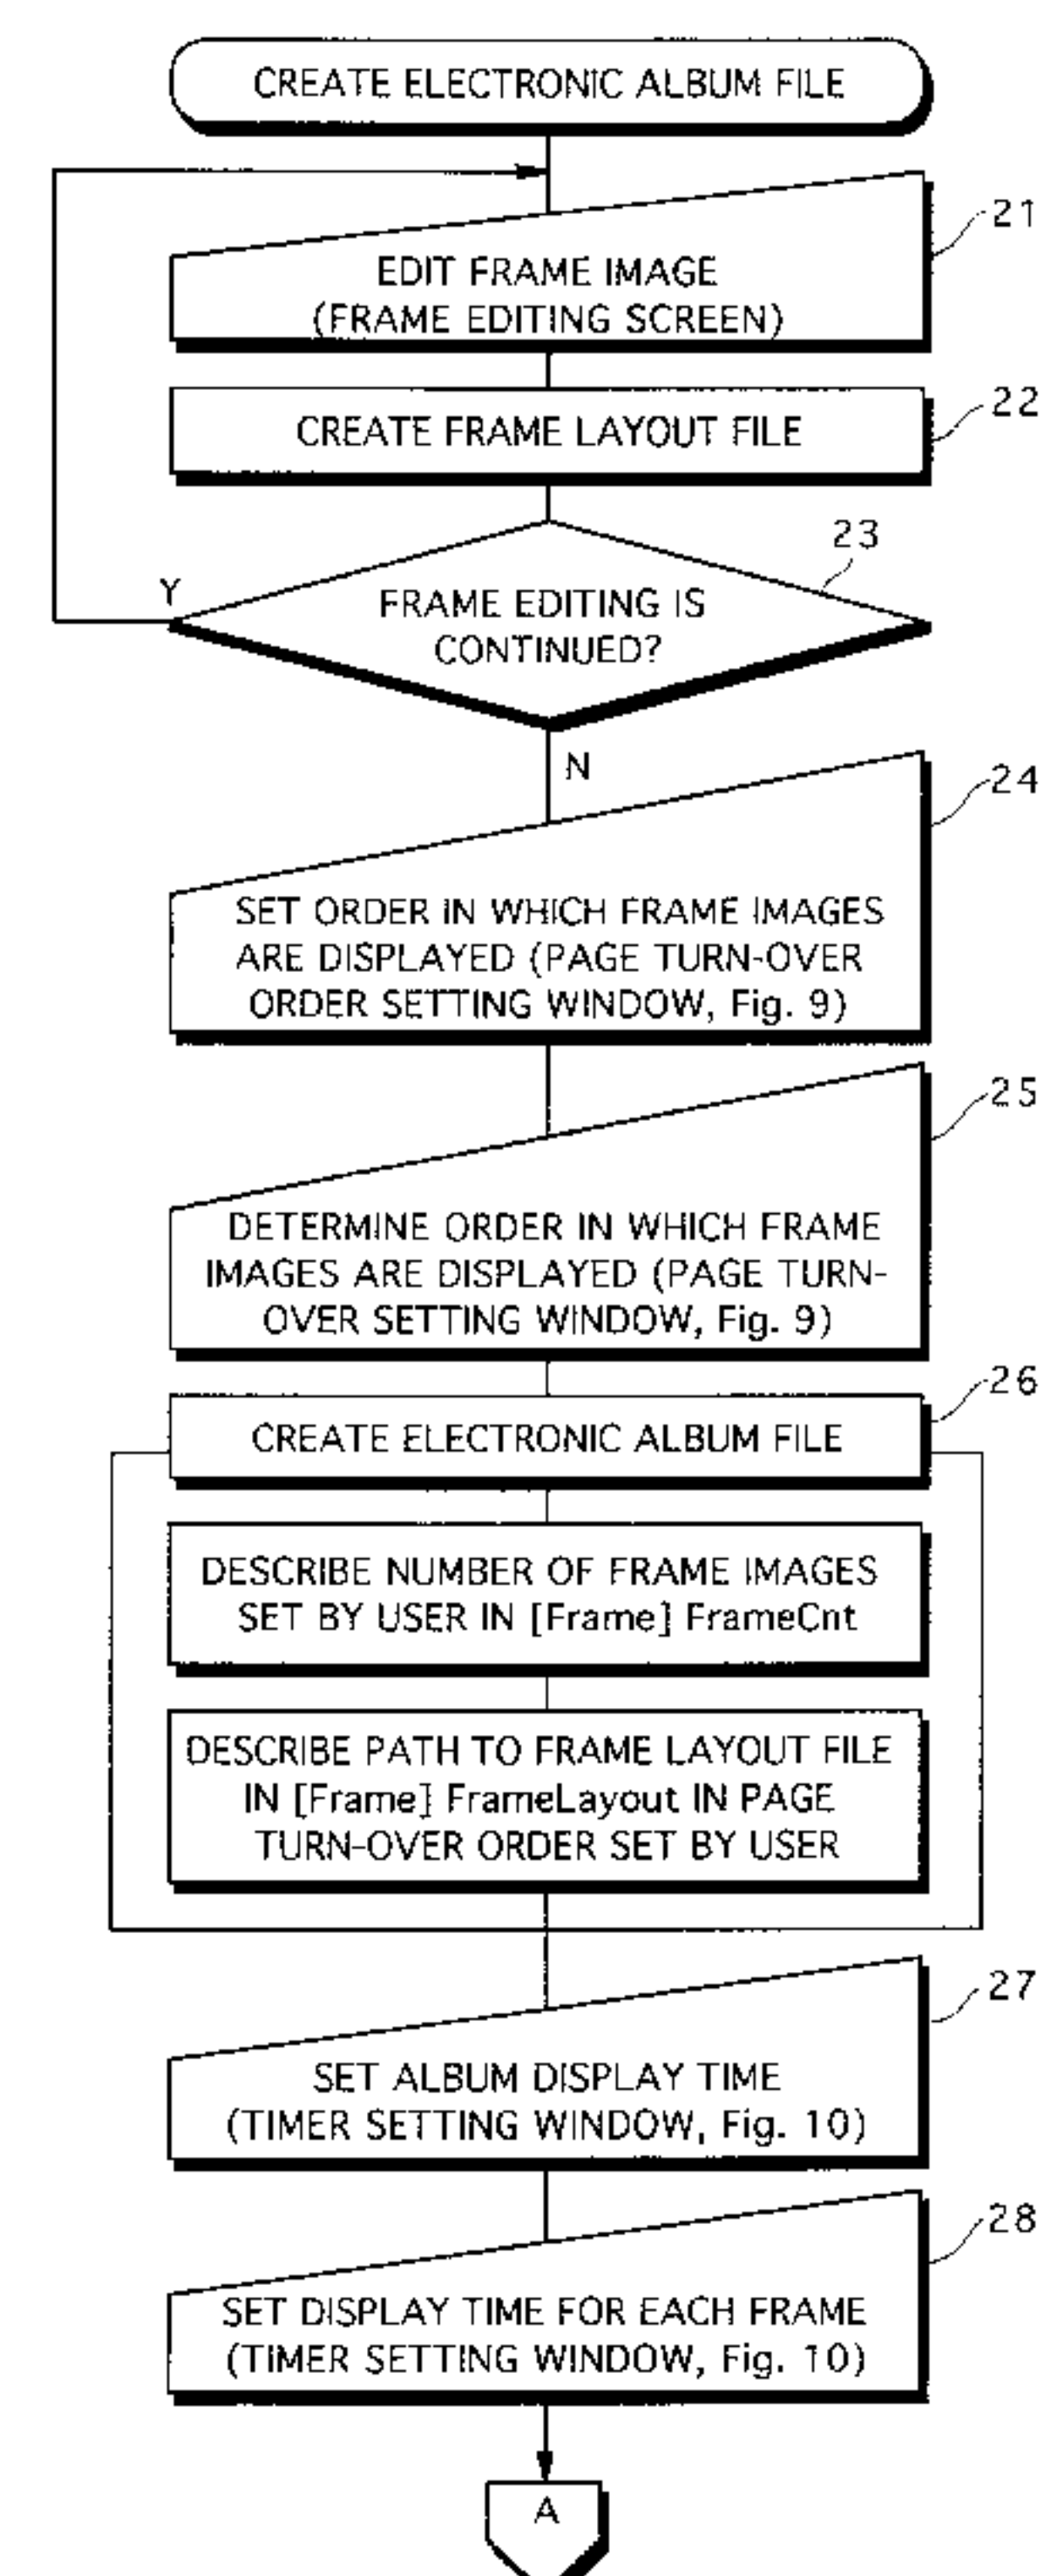 CREATE ELECTRONIC ALBUM FILE
21
EDIT FRAME IMAGE
(FRAME EDITING SCREEN)
22
CREATE FRAME LAYOUT FILE
23
Y
FRAME EDITING IS
CONTINUED?
N
24
SET ORDER IN WHICH FRAME IMAGES
ARE DISPLAYED (PAGE TURN-OVER
ORDER SETTING WINDOW, Fig. 9)
25
DETERMINE ORDER IN WHICH FRAME
IMAGES ARE DISPLAYED (PAGE TURN-
OVER SETTING WINDOW, Fig. 9)
26
CREATE ELECTRONIC ALBUM FILE
DESCRIBE NUMBER OF FRAME IMAGES
SET BY USER IN [Frame] FrameCnt
DESCRIBE PATH TO FRAME LAYOUT FILE
IN [Frame] FrameLayout IN PAGE
TURN-OVER ORDER SET BY USER
27
SET ALBUM DISPLAY TIME
(TIMER SETTING WINDOW, Fig. 10)
28
SET DISPLAY TIME FOR EACH FRAME
(TIMER SETTING WINDOW, Fig. 10)
A